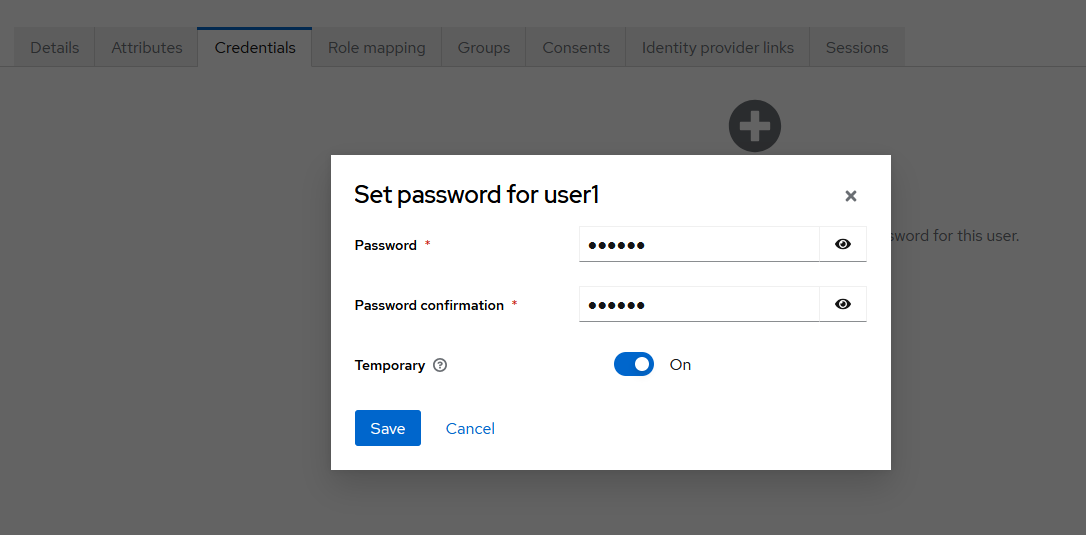 Details Attributes Credentials Role mapping Groups Consents Identity provider links Sessions
Set password for user1
sword for this user.
Password *
Password confirmation *
Temporary On
Save Cancel